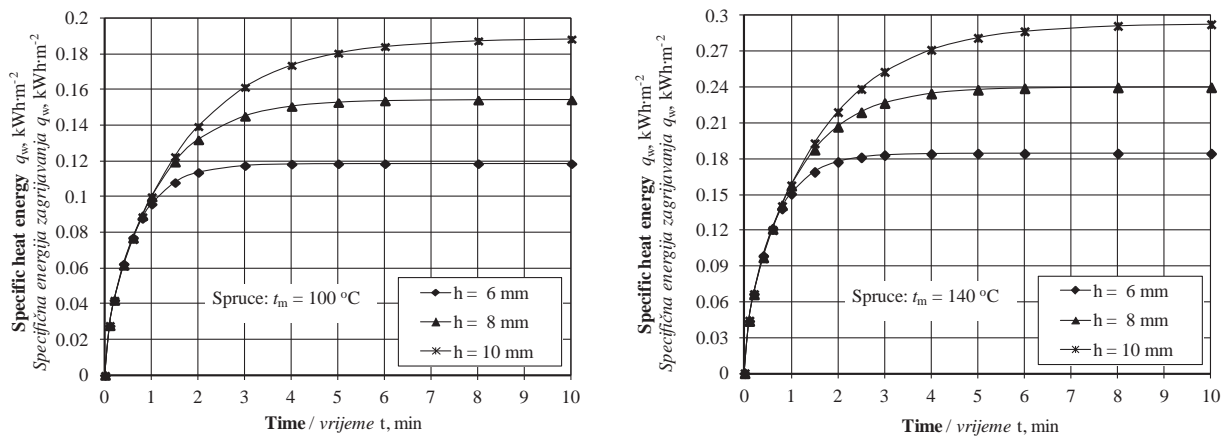 Specific heat energy q_w, kWh·m⁻²
Specifična energija zagrijavanja q_w, kWh·m⁻²
0.2
0.18
0.16
0.14
0.12
0.1
0.08
0.06
0.04
0.02
0
Spruce: t_m = 100 °C
h = 6 mm
h = 8 mm
h = 10 mm
0 1 2 3 4 5 6 7 8 9 10
Time / vrijeme t, min
Specific heat energy q_w, kWh·m⁻²
Specifična energija zagrijavanja q_w, kWh·m⁻²
0.3
0.27
0.24
0.21
0.18
0.15
0.12
0.09
0.06
0.03
0
Spruce: t_m = 140 °C
h = 6 mm
h = 8 mm
h = 10 mm
0 1 2 3 4 5 6 7 8 9 10
Time / vrijeme t, min